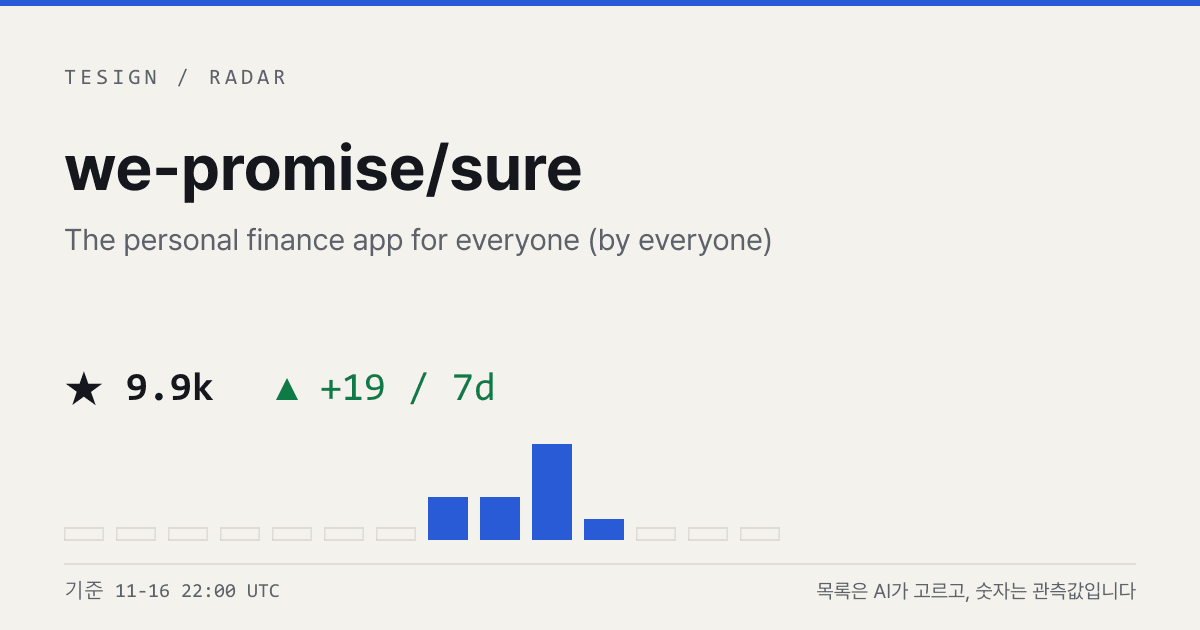 TESIGN / RADAR
we-promise/sure
The personal finance app for everyone (by everyone)
★ 9.9k ▲ +19 / 7d
기준 11-16 22:00 UTC
목록은 AI가 고르고, 숫자는 관측값입니다